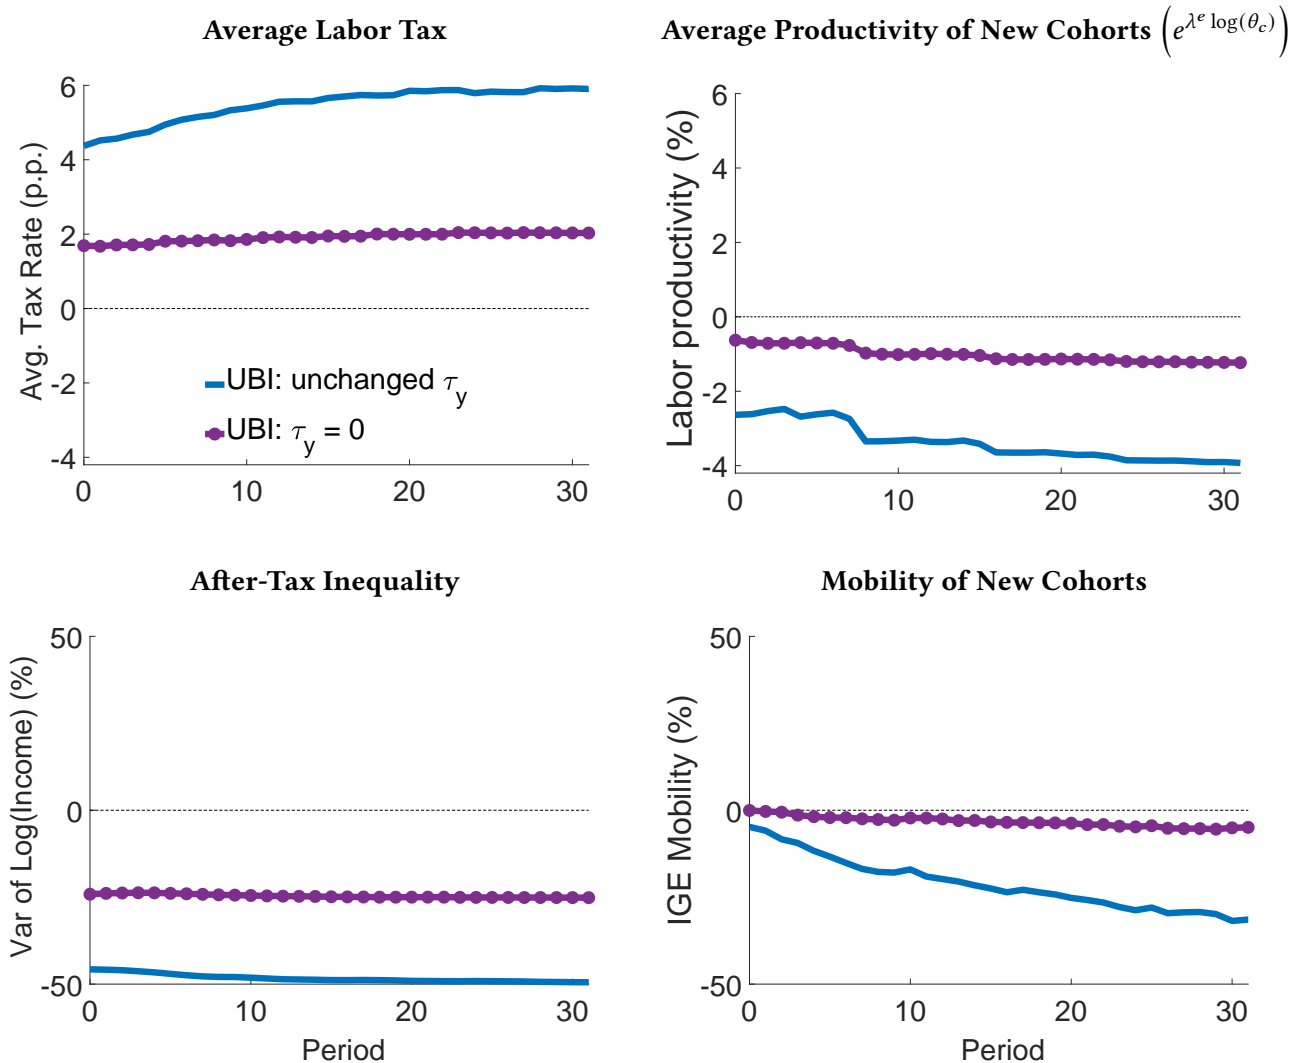 Average Labor Tax
Avg. Tax Rate (p.p.)
6
4
2
0
-2
-4
0 10 20 30
UBI: unchanged τ_y
UBI: τ_y = 0
Average Productivity of New Cohorts (e^{λ^e log(θ_c)})
Labor productivity (%)
6
4
2
0
-2
-4
0 10 20 30
After-Tax Inequality
Var of Log(Income) (%)
50
0
-50
0 10 20 30
Period
Mobility of New Cohorts
IGE Mobility (%)
50
0
-50
0 10 20 30
Period